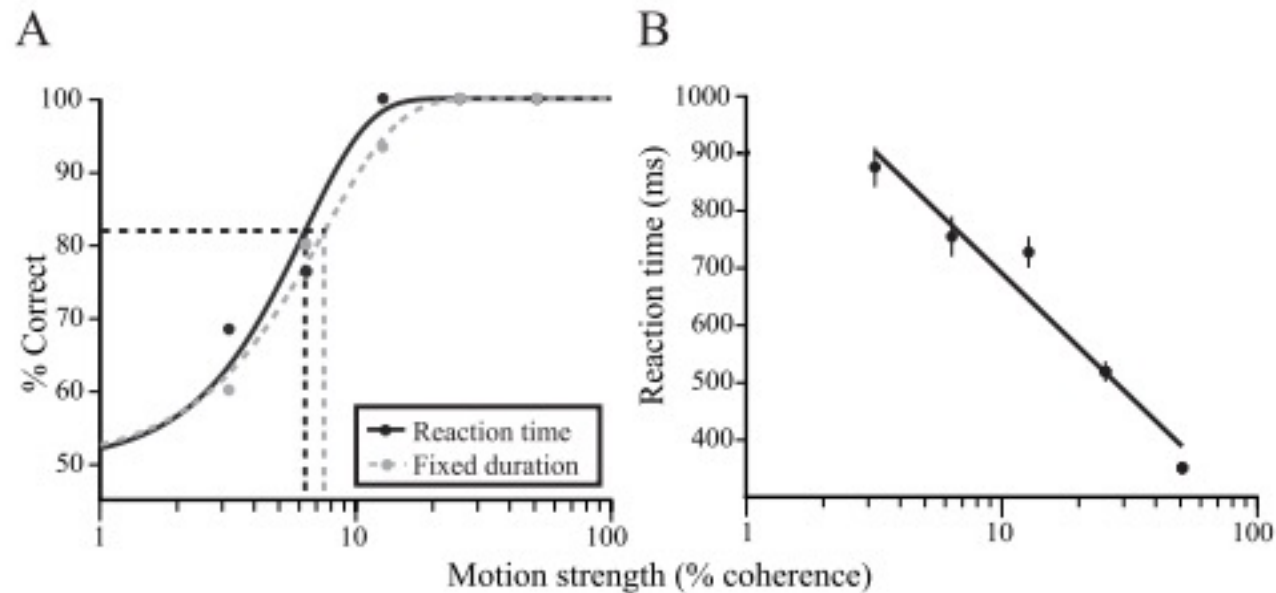 A
% Correct
100
90
80
70
60
50
1
10
100
Reaction time
Fixed duration
B
Reaction time (ms)
1000
900
800
700
600
500
400
1
10
100
Motion strength (% coherence)